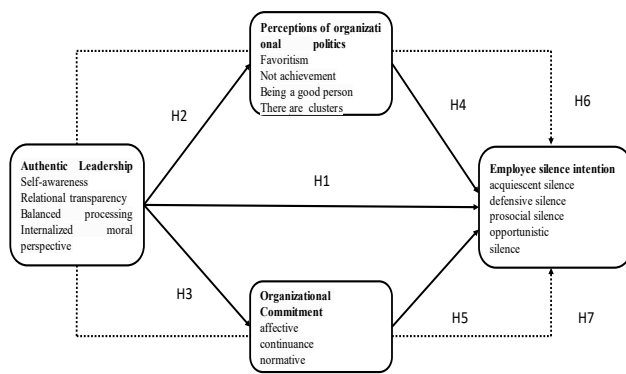 Perceptions of organizati
onal politics
Favoritism
Not achievement
Being a good person
There are clusters
H2
H4
H6
Authentic Leadership
Self-awareness
Relational transparency
Balanced processing
Internalized moral
perspective
H1
Employee silence intention
acquiescent silence
defensive silence
prosocial silence
opportunistic
silence
H3
Organizational
Commitment
affective
continuance
normative
H5
H7